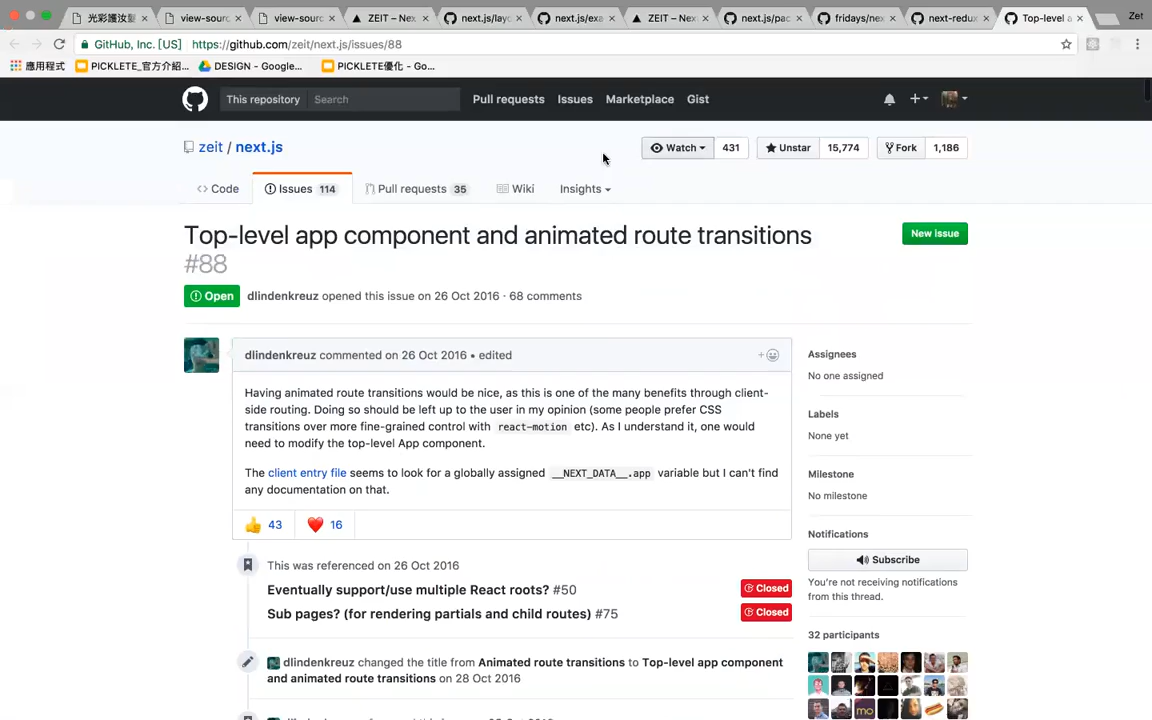 光彩護汝髮
view-sourc
view-sourc
ZEIT – Nex
next.js/layo
next.js/exa
ZEIT – Nex
next.js/pac
fridays/nex
next-redux
Top-level a
Zet
GitHub, Inc. [US] https://github.com/zeit/next.js/issues/88
應用程式
PICKLETE_官方介紹...
DESIGN - Google...
PICKLETE優化 - Go...
This repository
Search
Pull requests
Issues
Marketplace
Gist
zeit / next.js
Watch
431
Unstar
15,774
Fork
1,186
Code
Issues 114
Pull requests 35
Wiki
Insights
Top-level app component and animated route transitions
#88
New issue
Open
dlindenkreuz opened this issue on 26 Oct 2016 · 68 comments
dlindenkreuz commented on 26 Oct 2016 • edited
Having animated route transitions would be nice, as this is one of the many benefits through client-
side routing. Doing so should be left up to the user in my opinion (some people prefer CSS
transitions over more fine-grained control with react-motion etc). As I understand it, one would
need to modify the top-level App component.
The client entry file seems to look for a globally assigned __NEXT_DATA__.app variable but I can't find
any documentation on that.
43
16
This was referenced on 26 Oct 2016
Eventually support/use multiple React roots? #50
Closed
Sub pages? (for rendering partials and child routes) #75
Closed
dlindenkreuz changed the title from Animated route transitions to Top-level app component
and animated route transitions on 28 Oct 2016
Assignees
No one assigned
Labels
None yet
Milestone
No milestone
Notifications
Subscribe
You're not receiving notifications
from this thread.
32 participants
mo